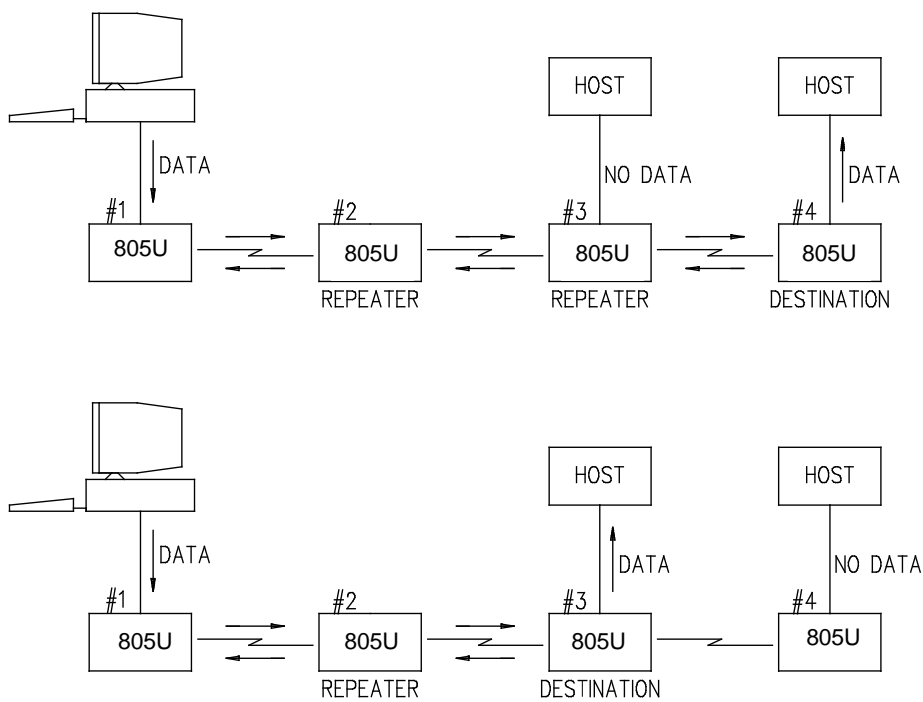 HOST HOST
DATA NO DATA DATA
#1 #2 #3 #4
805U 805U 805U 805U
REPEATER REPEATER DESTINATION
HOST HOST
DATA DATA NO DATA
#1 #2 #3 #4
805U 805U 805U 805U
REPEATER DESTINATION